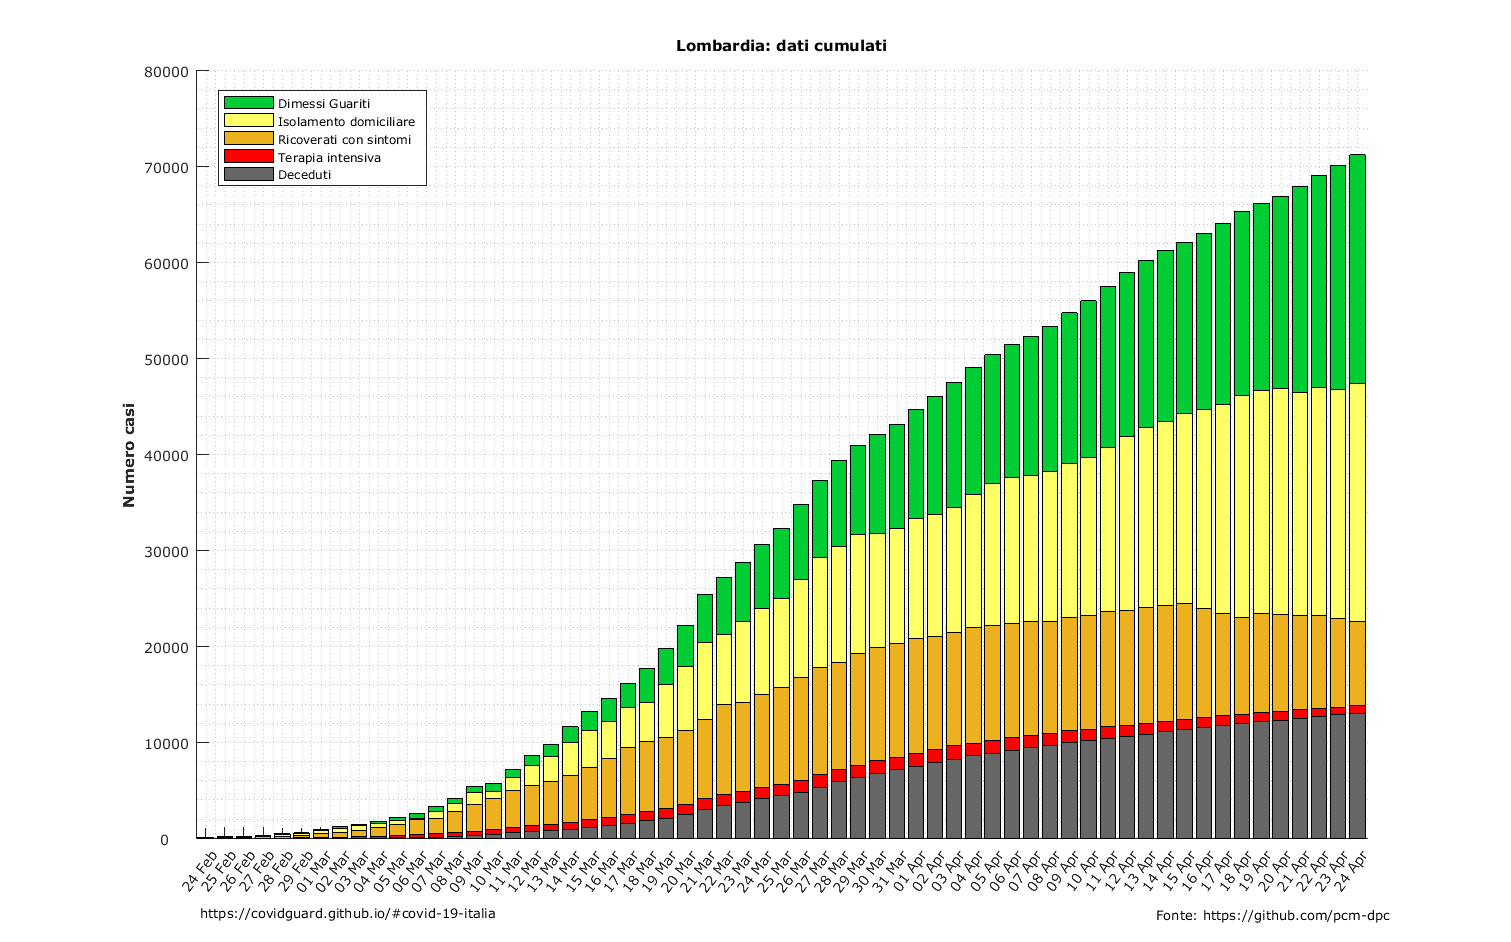 Lombardia: dati cumulati
80000
70000
60000
50000
40000
30000
20000
10000
0
Numero casi
Dimessi Guariti
Isolamento domiciliare
Ricoverati con sintomi
Terapia intensiva
Deceduti
24 Feb
25 Feb
26 Feb
27 Feb
28 Feb
29 Feb
01 Mar
02 Mar
03 Mar
04 Mar
05 Mar
06 Mar
07 Mar
08 Mar
09 Mar
10 Mar
11 Mar
12 Mar
13 Mar
14 Mar
15 Mar
16 Mar
17 Mar
18 Mar
19 Mar
20 Mar
21 Mar
22 Mar
23 Mar
24 Mar
25 Mar
26 Mar
27 Mar
28 Mar
29 Mar
30 Mar
31 Mar
01 Apr
02 Apr
03 Apr
04 Apr
05 Apr
06 Apr
07 Apr
08 Apr
09 Apr
10 Apr
11 Apr
12 Apr
13 Apr
14 Apr
15 Apr
16 Apr
17 Apr
18 Apr
19 Apr
20 Apr
21 Apr
22 Apr
23 Apr
24 Apr
https://covidguard.github.io/#covid-19-italia
Fonte: https://github.com/pcm-dpc